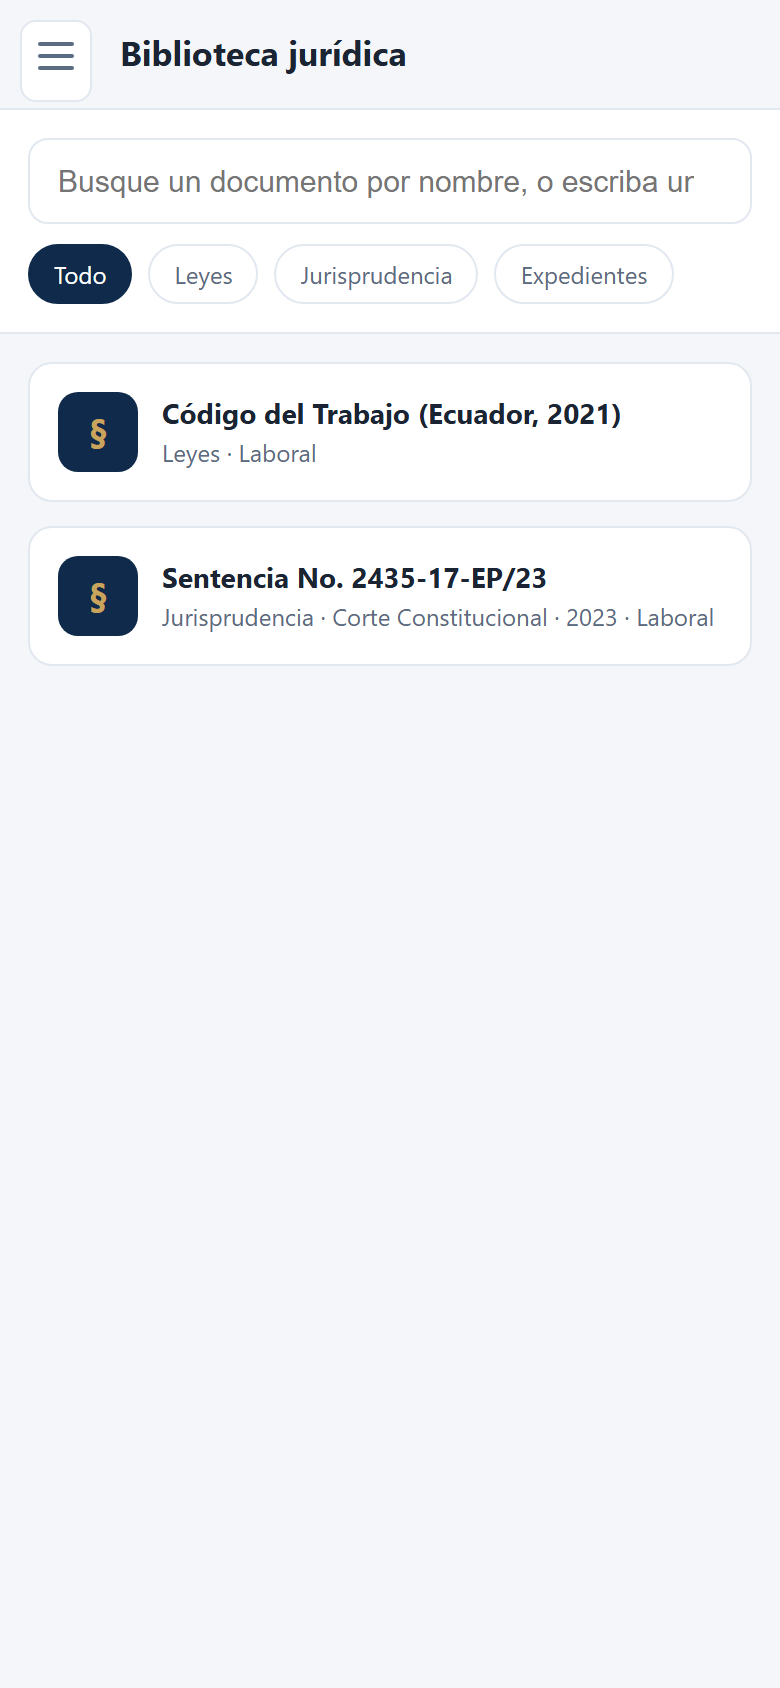 Biblioteca jurídica
Busque un documento por nombre, o escriba
Todo
Leyes
Jurisprudencia
Expedientes
§
Código del Trabajo (Ecuador, 2021)
Leyes · Laboral
§
Sentencia No. 2435-17-EP/23
Jurisprudencia · Corte Constitucional · 2023 · Laboral